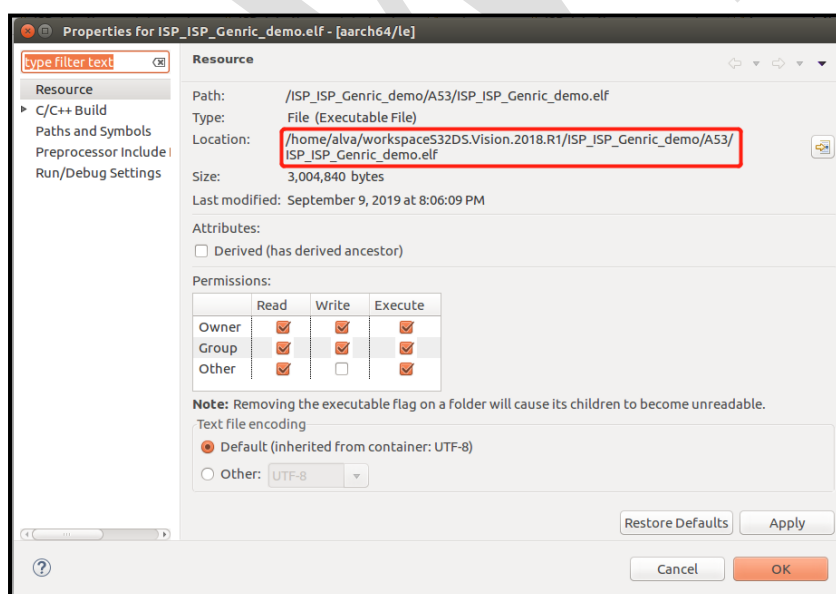 Properties for ISP_ISP_Genric_demo.elf - [aarch64/le]
type filter text
Resource
C/C++ Build
Paths and Symbols
Preprocessor Include
Run/Debug Settings
Resource
Path: /ISP_ISP_Genric_demo/A53/ISP_ISP_Genric_demo.elf
Type: File (Executable File)
Location: /home/alva/workspaceS32DS.Vision.2018.R1/ISP_ISP_Genric_demo/A53/
ISP_ISP_Genric_demo.elf
Size: 3,004,840 bytes
Last modified: September 9, 2019 at 8:06:09 PM
Attributes:
Derived (has derived ancestor)
Permissions:
Read Write Execute
Owner
Group
Other
Note: Removing the executable flag on a folder will cause its children to become unreadable.
Text file encoding
Default (inherited from container: UTF-8)
Other: UTF-8
Restore Defaults Apply
Cancel OK